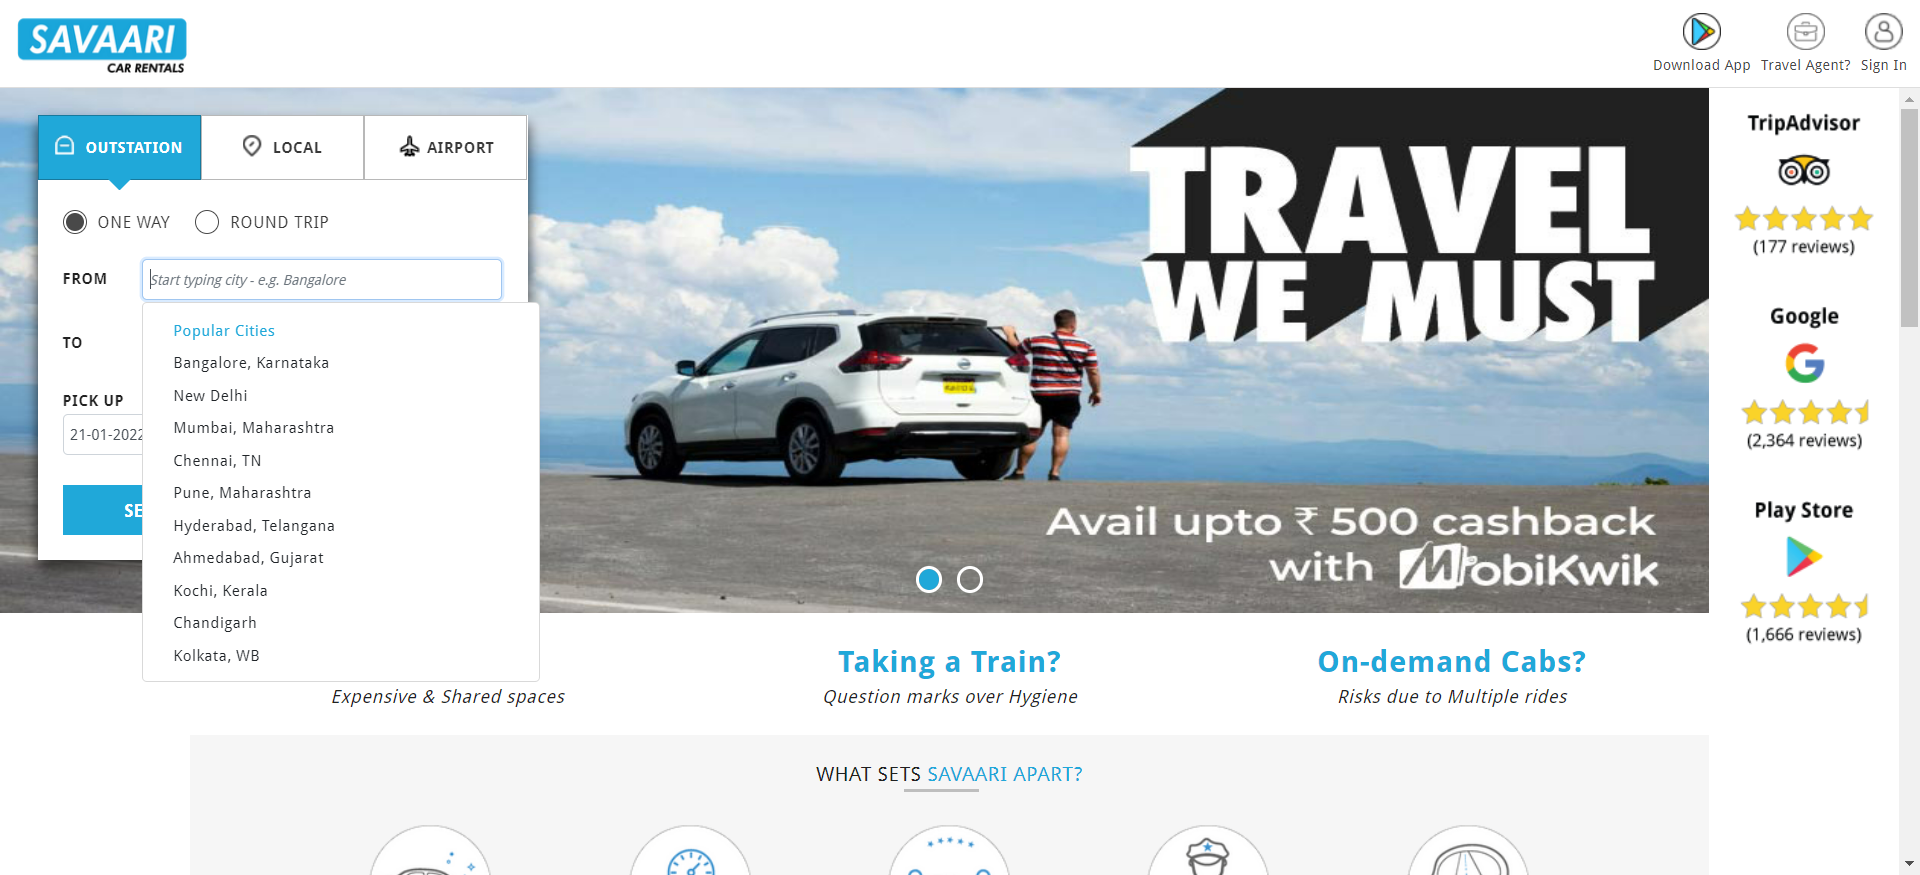 SAVAARI
CAR RENTALS
Download App
Travel Agent?
Sign In
OUTSTATION
LOCAL
AIRPORT
ONE WAY
ROUND TRIP
FROM
Start typing city - e.g. Bangalore
Popular Cities
Bangalore, Karnataka
New Delhi
Mumbai, Maharashtra
Chennai, TN
Pune, Maharashtra
Hyderabad, Telangana
Ahmedabad, Gujarat
Kochi, Kerala
Chandigarh
Kolkata, WB
TO
PICK UP
21-01-2022
SE
TRAVEL
WE MUST
Avail upto ₹ 500 cashback
with MobiKwik
TripAdvisor
(177 reviews)
Google
(2,364 reviews)
Play Store
(1,666 reviews)
Expensive & Shared spaces
Taking a Train?
Question marks over Hygiene
On-demand Cabs?
Risks due to Multiple rides
WHAT SETS SAVAARI APART?